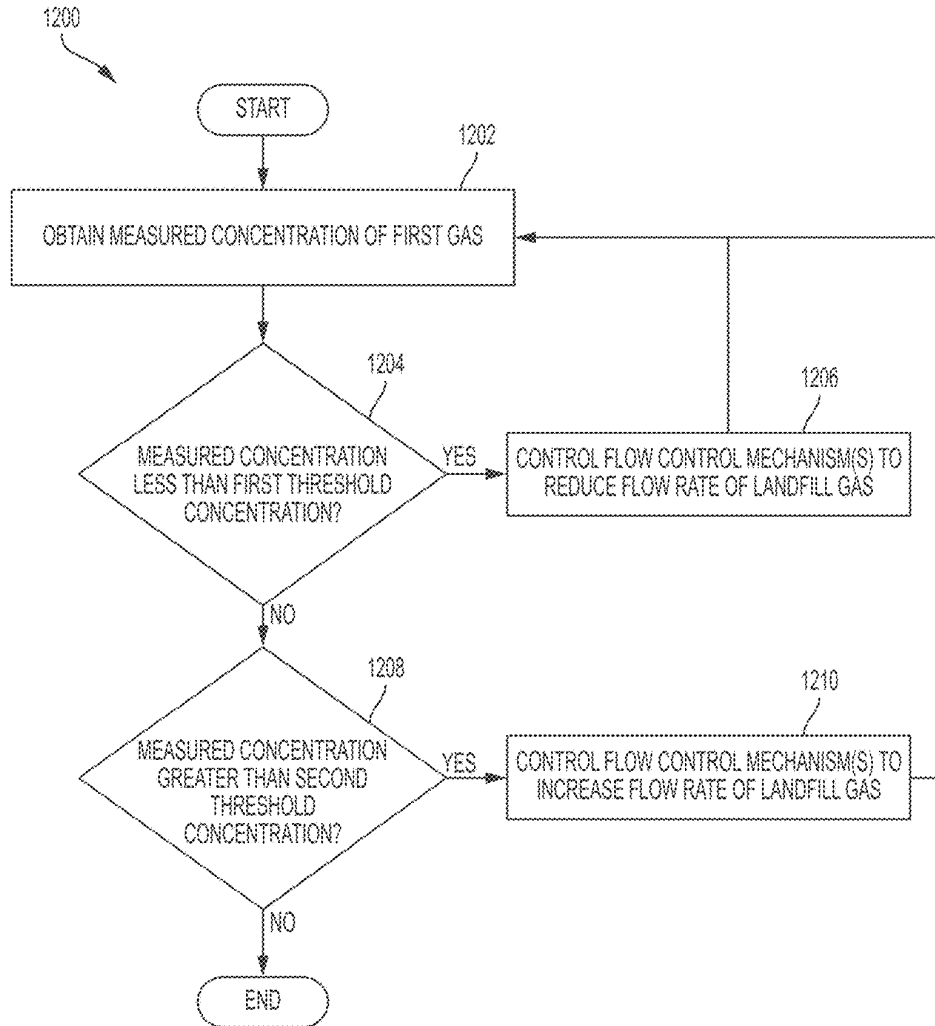 1200
START
1202
OBTAIN MEASURED CONCENTRATION OF FIRST GAS
1204
MEASURED CONCENTRATION
LESS THAN FIRST THRESHOLD
CONCENTRATION?
YES
1206
CONTROL FLOW CONTROL MECHANISM(S) TO
REDUCE FLOW RATE OF LANDFILL GAS
NO
1208
MEASURED CONCENTRATION
GREATER THAN SECOND
THRESHOLD
CONCENTRATION?
YES
1210
CONTROL FLOW CONTROL MECHANISM(S) TO
INCREASE FLOW RATE OF LANDFILL GAS
NO
END